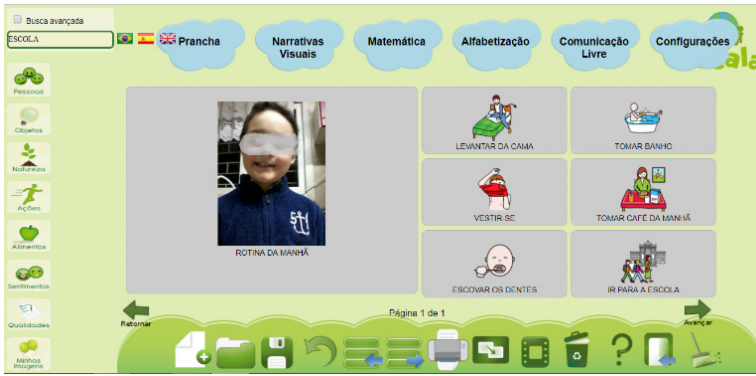 Busca avançada
ESCOLA
Prancha
Narrativas
Visuais
Matemática
Alfabetização
Comunicação
Livre
Configurações
Pessoas
Objetos
Natureza
Ações
Alimentos
Sentimentos
Qualidades
Minhas
Imagens
ROTINA DA MANHÃ
LEVANTAR DA CAMA
TOMAR BANHO
VESTIR-SE
TOMAR CAFÉ DA MANHÃ
ESCOVAR OS DENTES
IR PARA A ESCOLA
Retornar
Página 1 de 1
Avançar